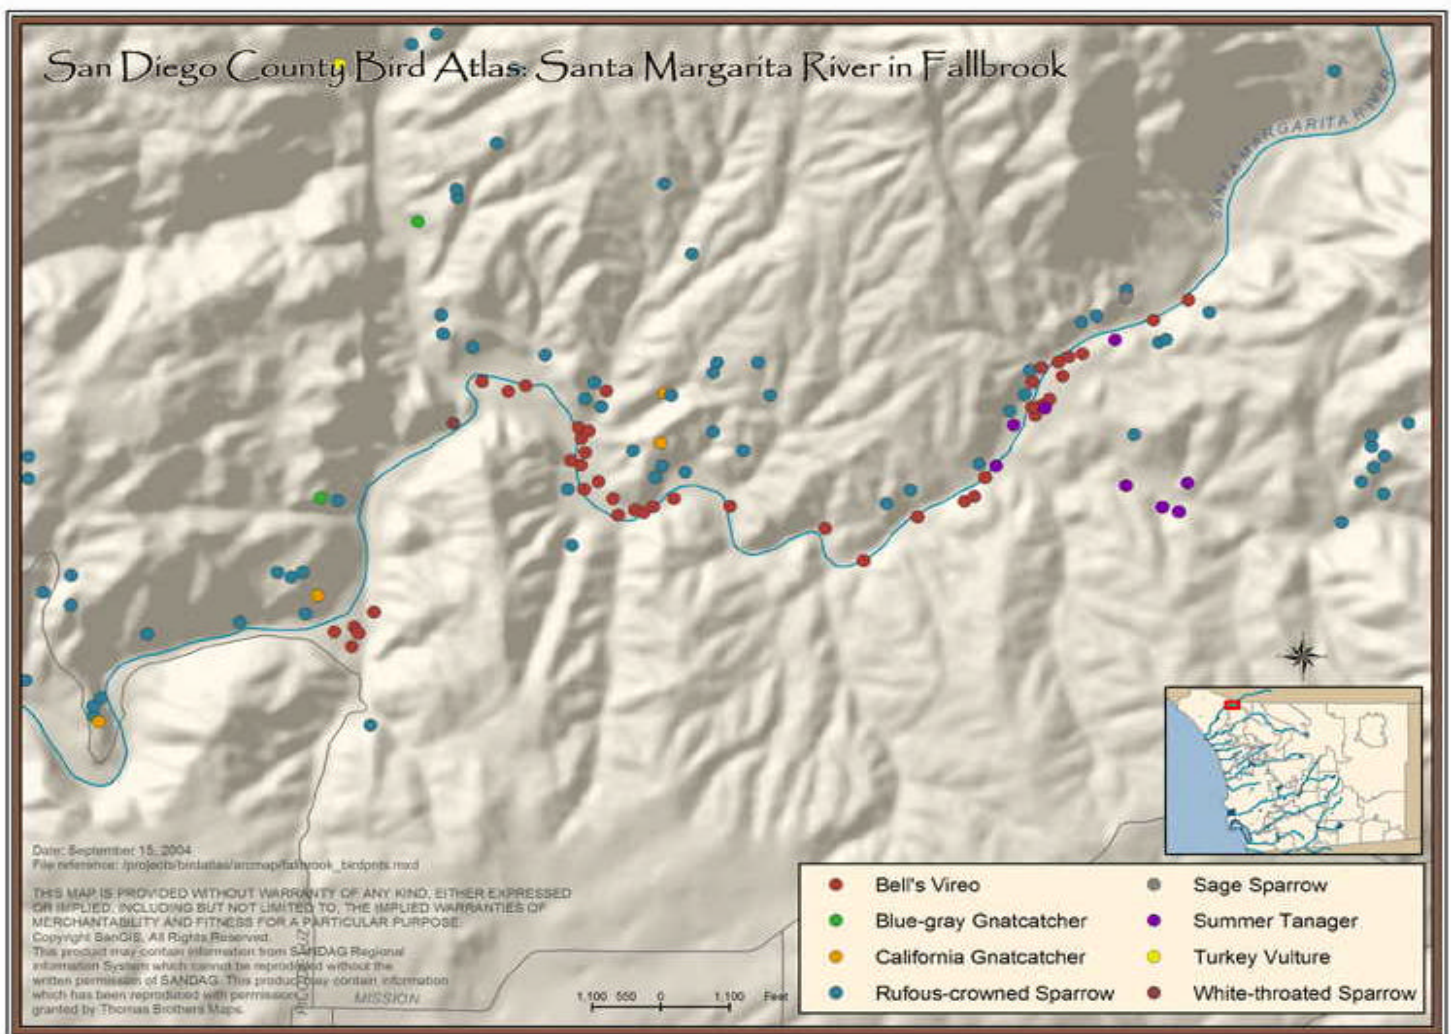 San Diego County Bird Atlas: Santa Margarita River in Fallbrook
SANTA MARGARITA RIVER
Date: September 15, 2004
File reference: /projects/birdatlas/arcmap/fallbrook_birdpnts.mxd
THIS MAP IS PROVIDED WITHOUT WARRANTY OF ANY KIND, EITHER EXPRESSED
OR IMPLIED, INCLUDING BUT NOT LIMITED TO, THE IMPLIED WARRANTIES OF
MERCHANTABILITY AND FITNESS FOR A PARTICULAR PURPOSE.
Copyright SanGIS, All Rights Reserved.
This product may contain information from SANDAG Regional
Information System which cannot be reproduced without the
written permission of SANDAG. This product may contain information
which has been reproduced with permission
granted by Thomas Brothers Maps.
MISSION
1,100 550 0 1,100 Feet
Bell's Vireo
Blue-gray Gnatcatcher
California Gnatcatcher
Rufous-crowned Sparrow
Sage Sparrow
Summer Tanager
Turkey Vulture
White-throated Sparrow